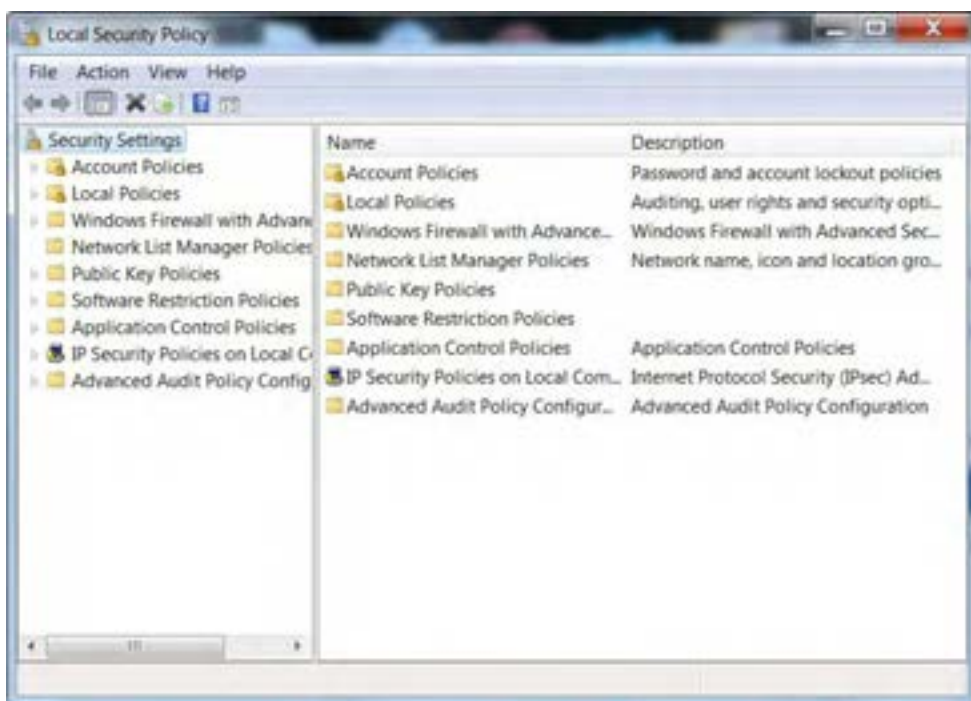 Local Security Policy
File Action View Help
Security Settings
Account Policies
Local Policies
Windows Firewall with Advan
Network List Manager Policies
Public Key Policies
Software Restriction Policies
Application Control Policies
IP Security Policies on Local C
Advanced Audit Policy Config
Name Description
Account Policies Password and account lockout policies
Local Policies Auditing, user rights and security opti...
Windows Firewall with Advance... Windows Firewall with Advanced Sec...
Network List Manager Policies Network name, icon and location gro...
Public Key Policies
Software Restriction Policies
Application Control Policies Application Control Policies
IP Security Policies on Local Com... Internet Protocol Security (IPsec) Ad...
Advanced Audit Policy Configur... Advanced Audit Policy Configuration